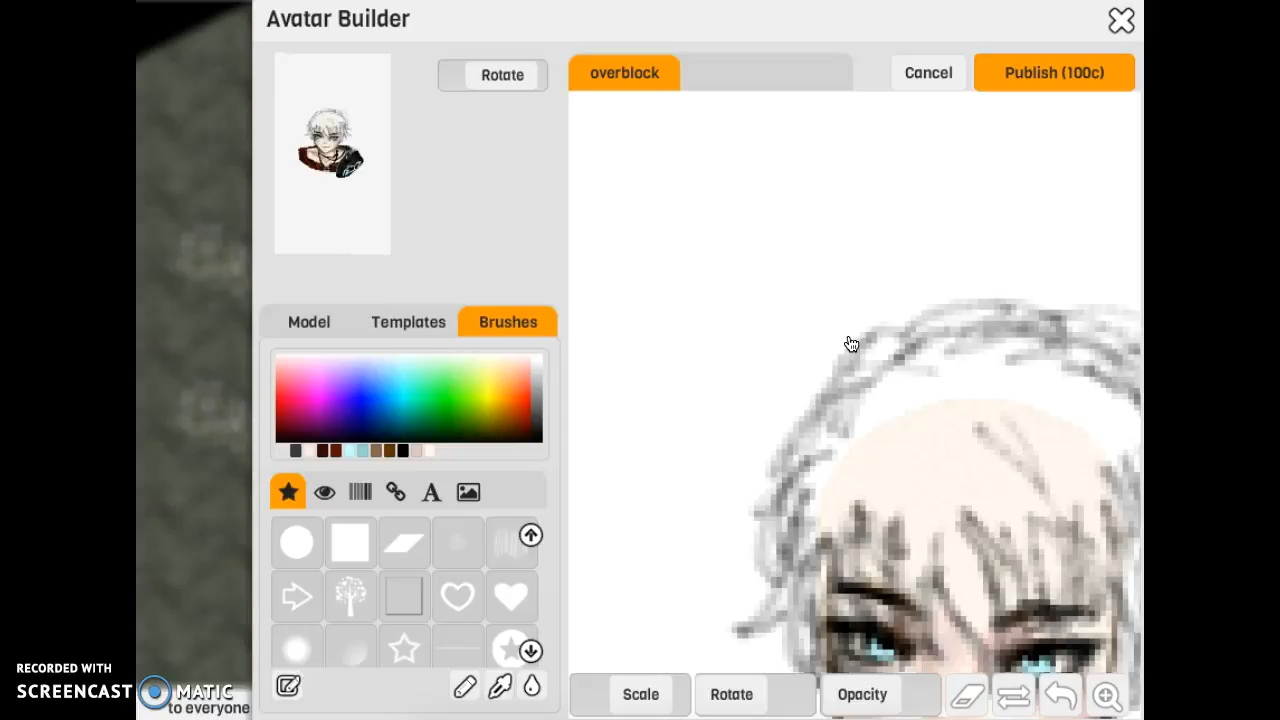 Avatar Builder
Rotate
overblock
Cancel
Publish (100c)
Model
Templates
Brushes
A
Scale
Rotate
Opacity
RECORDED WITH
SCREENCAST MATIC
to everyone